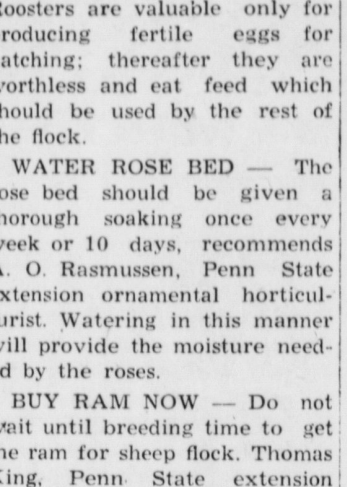 oosters are valuable only for
roducing fertile eggs for
atching; thereafter they are
orthless and eat feed which
hould be used by the rest of
he flock.
WATER ROSE BED — The
ose bed should be given a
horough soaking once every
eek or 10 days, recommends
. O. Rasmussen, Penn State
xtension ornamental horticul-
urist. Watering in this manner
ill provide the moisture need-
d by the roses.
BUY RAM NOW — Do not
wait until breeding time to get
he ram for sheep flock. Thomas
King, Penn State extension